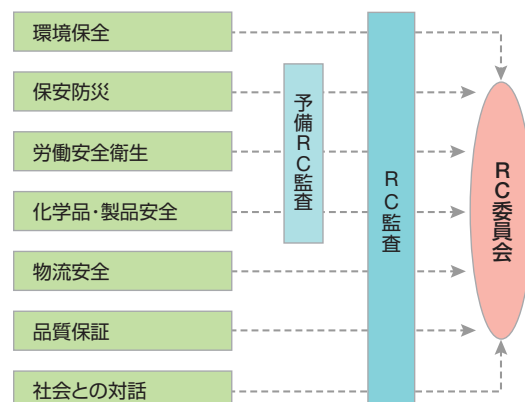 環境保全
保安防災
労働安全衛生
化学品・製品安全
物流安全
品質保証
社会との対話
予備RC監査
RC監査
RC委員会